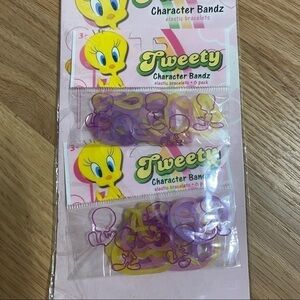 Character Bandz
elastic bracelets
3+
Tweety
Character Bandz
elastic bracelets • 6 pack
3+
Tweety
Character Bandz
elastic bracelets • 6 pack